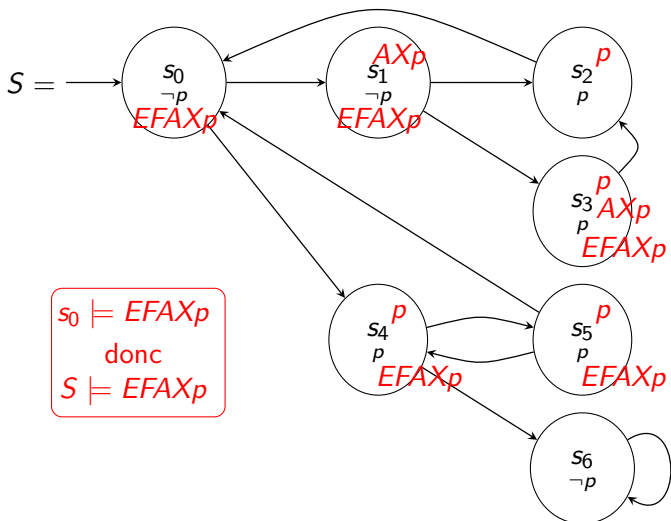 S =
s0
¬p
EFAXp
AXp
s1
¬p
EFAXp
s2 p
p
p
s3 AXp
p
EFAXp
s0 ⊨ EFAXp
donc
S ⊨ EFAXp
s4 p
p
EFAXp
s5 p
p
EFAXp
s6
¬p